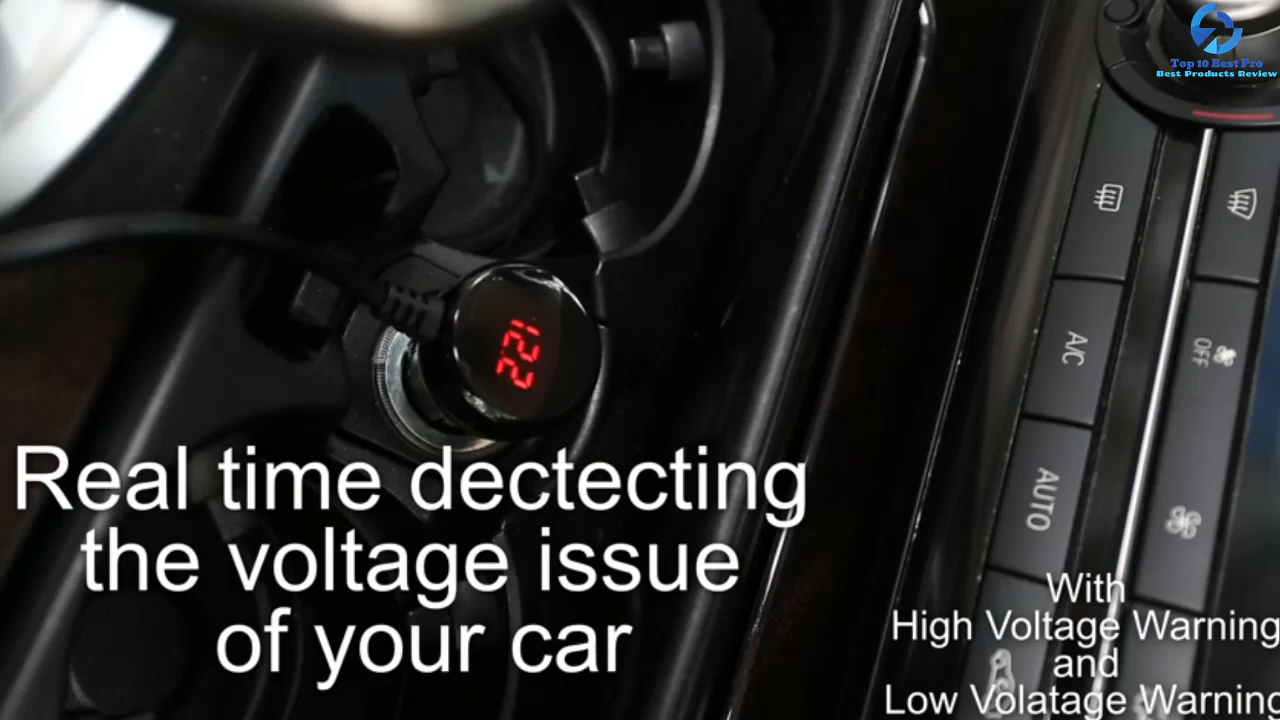 Top 10 Best Pro
Best Products Review
12.2
A/C
OFF
AUTO
Real time dectecting
the voltage issue
of your car
With
High Voltage Warning
and
Low Volatage Warning